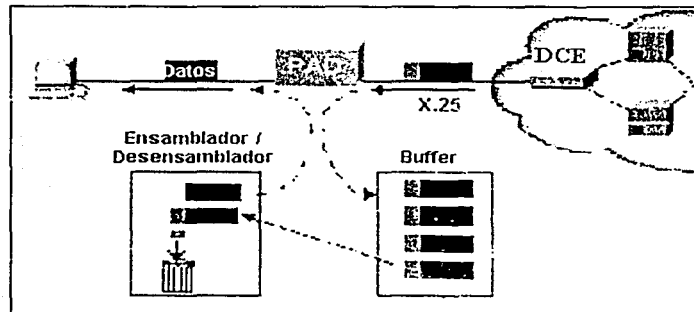 Datos
PAD
DCE
X.25
Ensamblador /
Desensamblador
Buffer